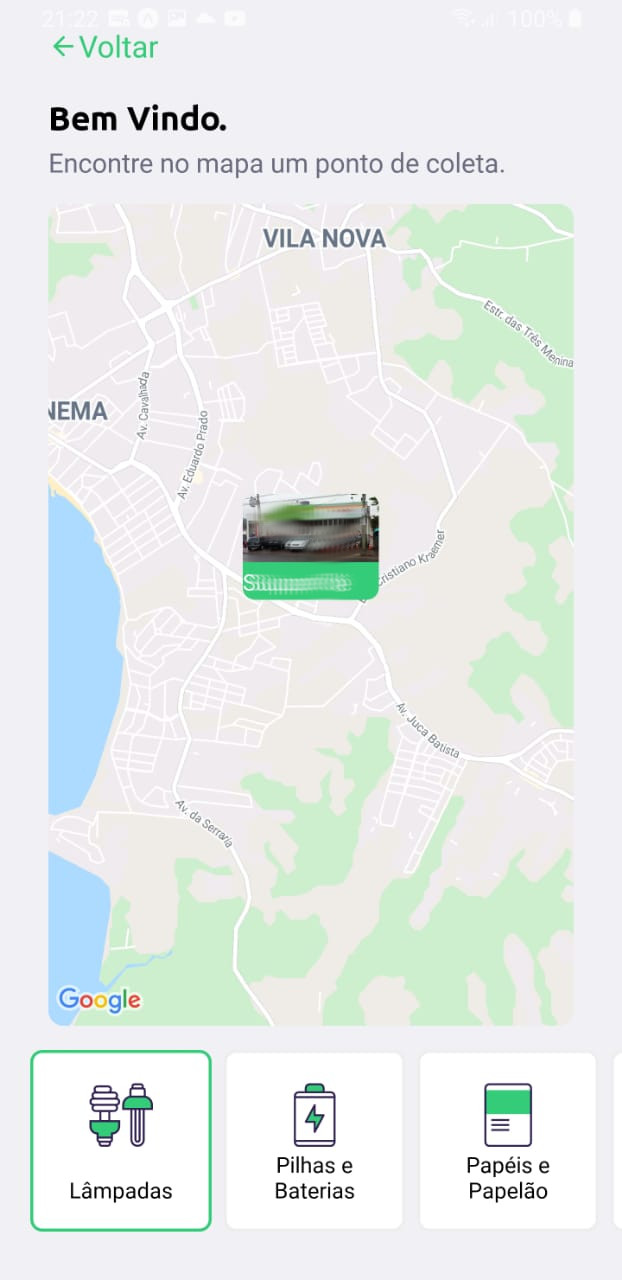 21:22
100%
Voltar
Bem Vindo.
Encontre no mapa um ponto de coleta.
VILA NOVA
Estr. das Três Menina
NEMA
Av. Cavalhada
Av. Eduardo Prado
Cristiano Kraemer
Av. Juca Batista
Av. da Serraria
Google
Lâmpadas
Pilhas e
Baterias
Papéis e
Papelão